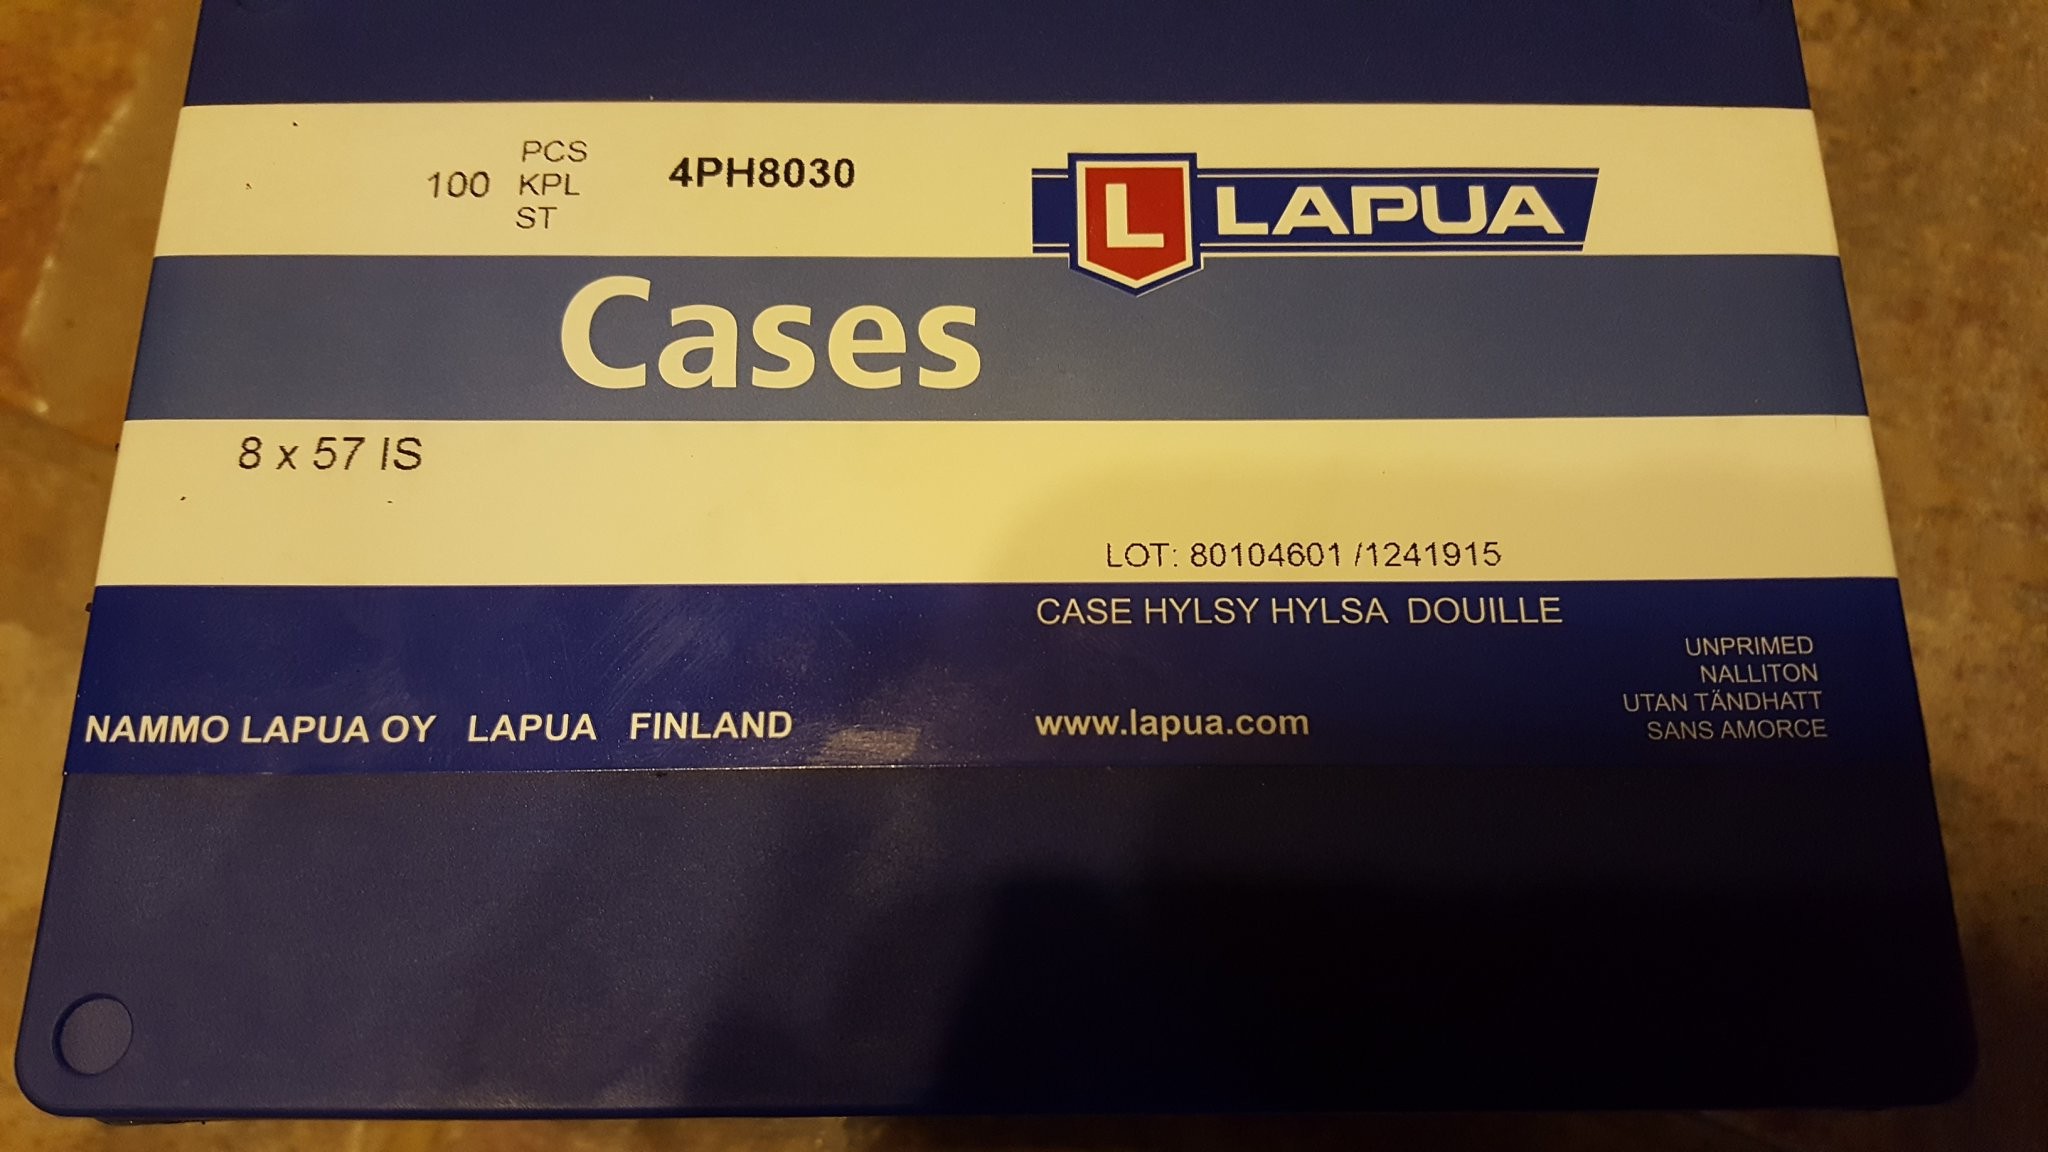 PCS
100 KPL
ST
4PH8030
L LAPUA
Cases
8 x 57 IS
LOT: 80104601 /1241915
CASE HYLSY HYLSA DOUILLE
UNPRIMED
NALLITON
UTAN TÄNDHATT
SANS AMORCE
NAMMO LAPUA OY LAPUA FINLAND
www.lapua.com